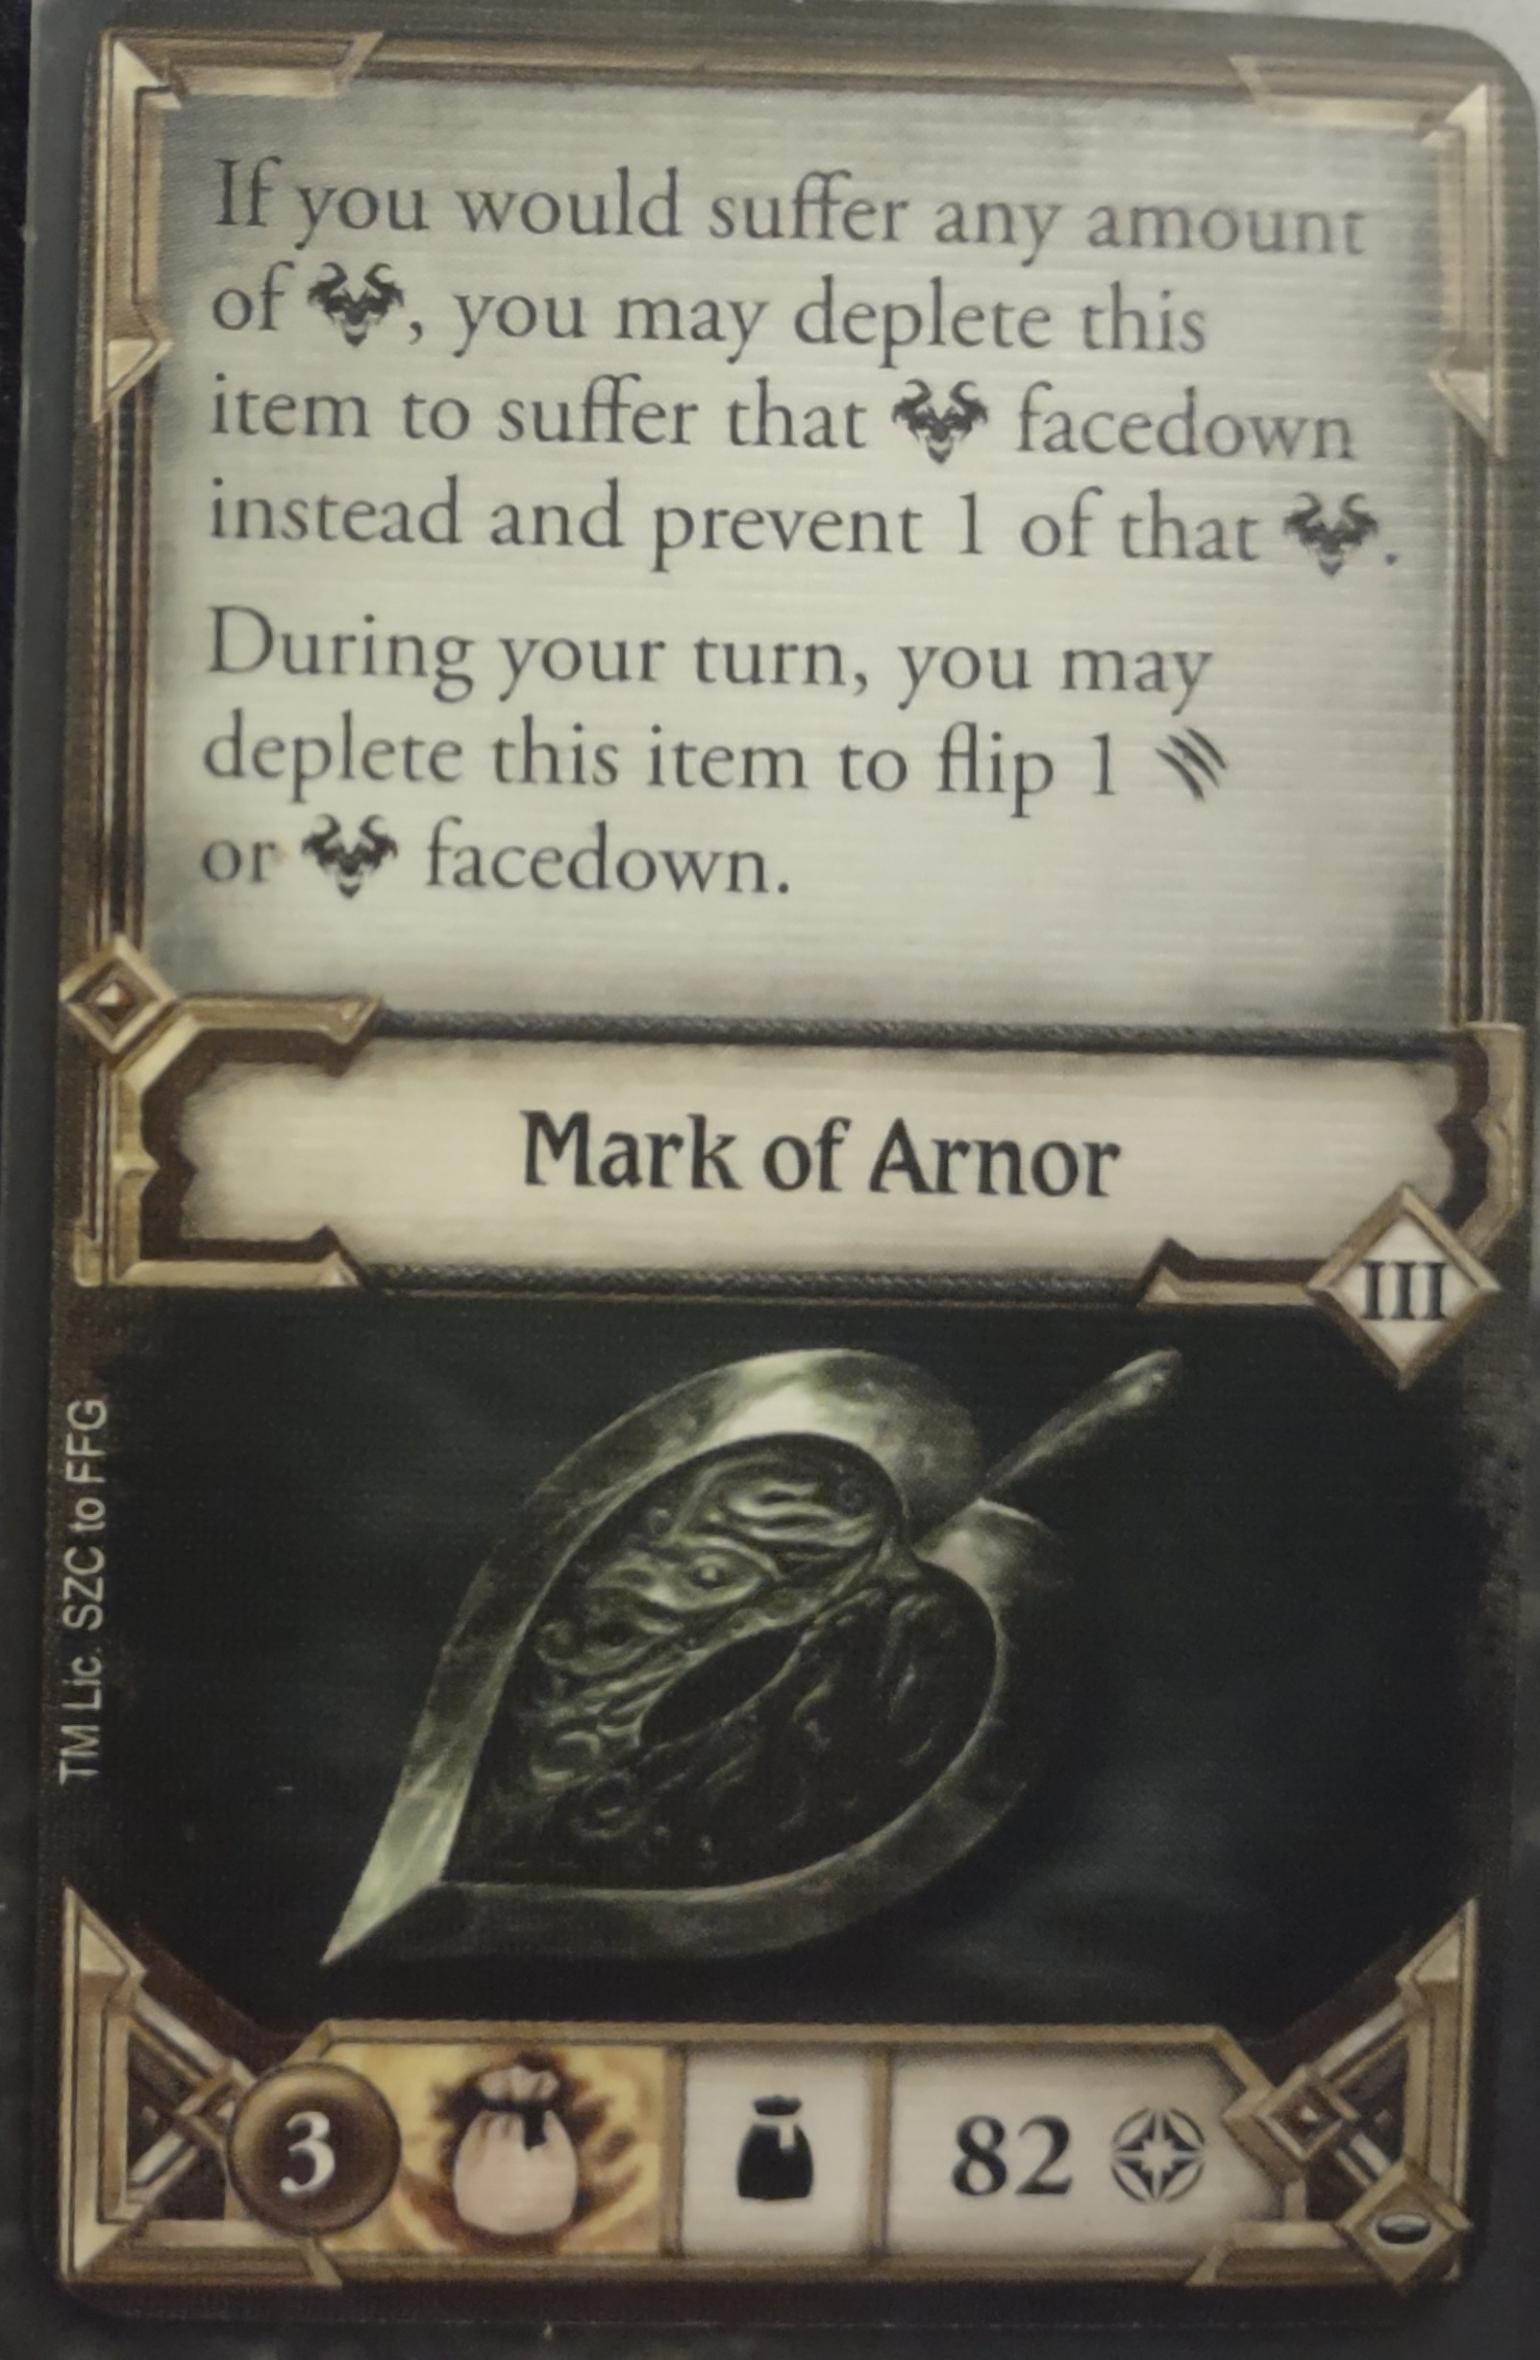 If you would suffer any amount
of , you may deplete this
item to suffer that facedown
instead and prevent 1 of that .
During your turn, you may
deplete this item to flip 1
or facedown.
Mark of Arnor
III
TM Lic. SZC to FFG
3
82